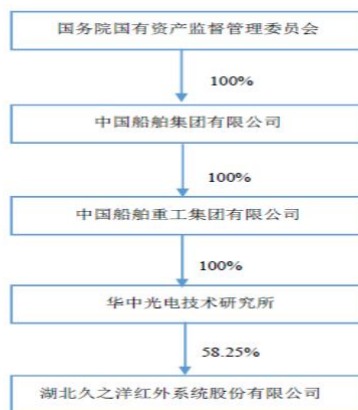 国务院国有资产监督管理委员会
100%
中国船舶集团有限公司
100%
中国船舶重工集团有限公司
100%
华中光电技术研究所
58.25%
湖北久之洋红外系统股份有限公司